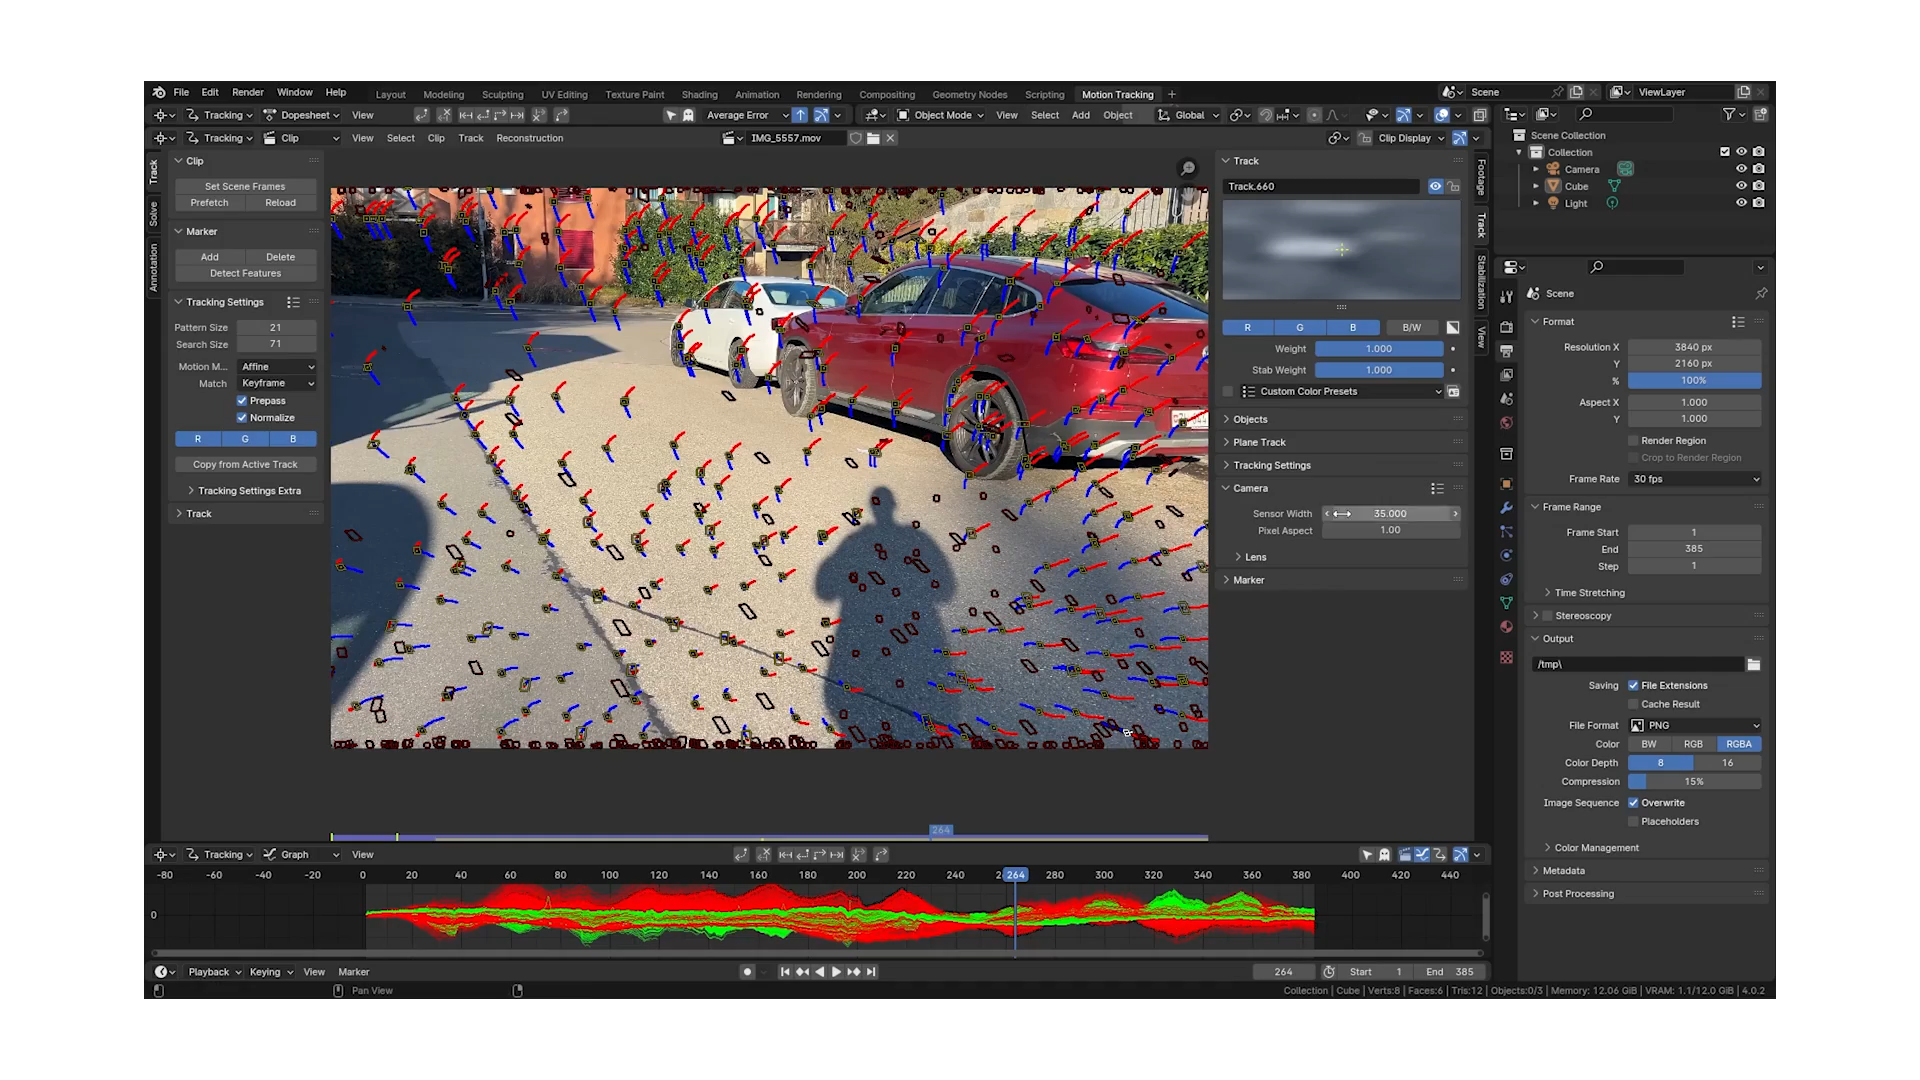 File Edit Render Window Help
Layout Modeling Sculpting UV Editing Texture Paint Shading Animation Rendering Compositing Geometry Nodes Scripting Motion Tracking +
Scene ViewLayer
Tracking Dopesheet View Average Error Object Mode View Select Add Object Global
Tracking Clip View Select Clip Track Reconstruction IMG_5557.mov Clip Display
Scene Collection
Collection
Camera
Cube
Light
Track
Solve
Annotation
Clip
Set Scene Frames
Prefetch Reload
Marker
Add Delete
Detect Features
Tracking Settings
Pattern Size 21
Search Size 71
Motion M... Affine
Match Keyframe
Prepass
Normalize
R G B
Copy from Active Track
Tracking Settings Extra
Track
Track
Track.660
R G B B/W
Weight 1.000
Stab Weight 1.000
Custom Color Presets
Objects
Plane Track
Tracking Settings
Camera
Sensor Width 35.000
Pixel Aspect 1.00
Lens
Marker
Footage
Track
Stabilization
View
Scene
Format
Resolution X 3840 px
Y 2160 px
% 100%
Aspect X 1.000
Y 1.000
Render Region
Crop to Render Region
Frame Rate 30 fps
Frame Range
Frame Start 1
End 385
Step 1
Time Stretching
Stereoscopy
Output
/tmp\
Saving File Extensions
Cache Result
File Format PNG
Color BW RGB RGBA
Color Depth 8 16
Compression 15%
Image Sequence Overwrite
Placeholders
Color Management
Metadata
Post Processing
264
Tracking Graph View
-80 -60 -40 -20 0 20 40 60 80 100 120 140 160 180 200 220 240 264 280 300 320 340 360 380 400 420 440
0
Playback Keying View Marker 264 Start 1 End 385
Pan View Collection | Cube | Verts:8 | Faces:6 | Tris:12 | Objects:0/3 | Memory: 12.06 GiB | VRAM: 1.1/12.0 GiB | 4.0.2